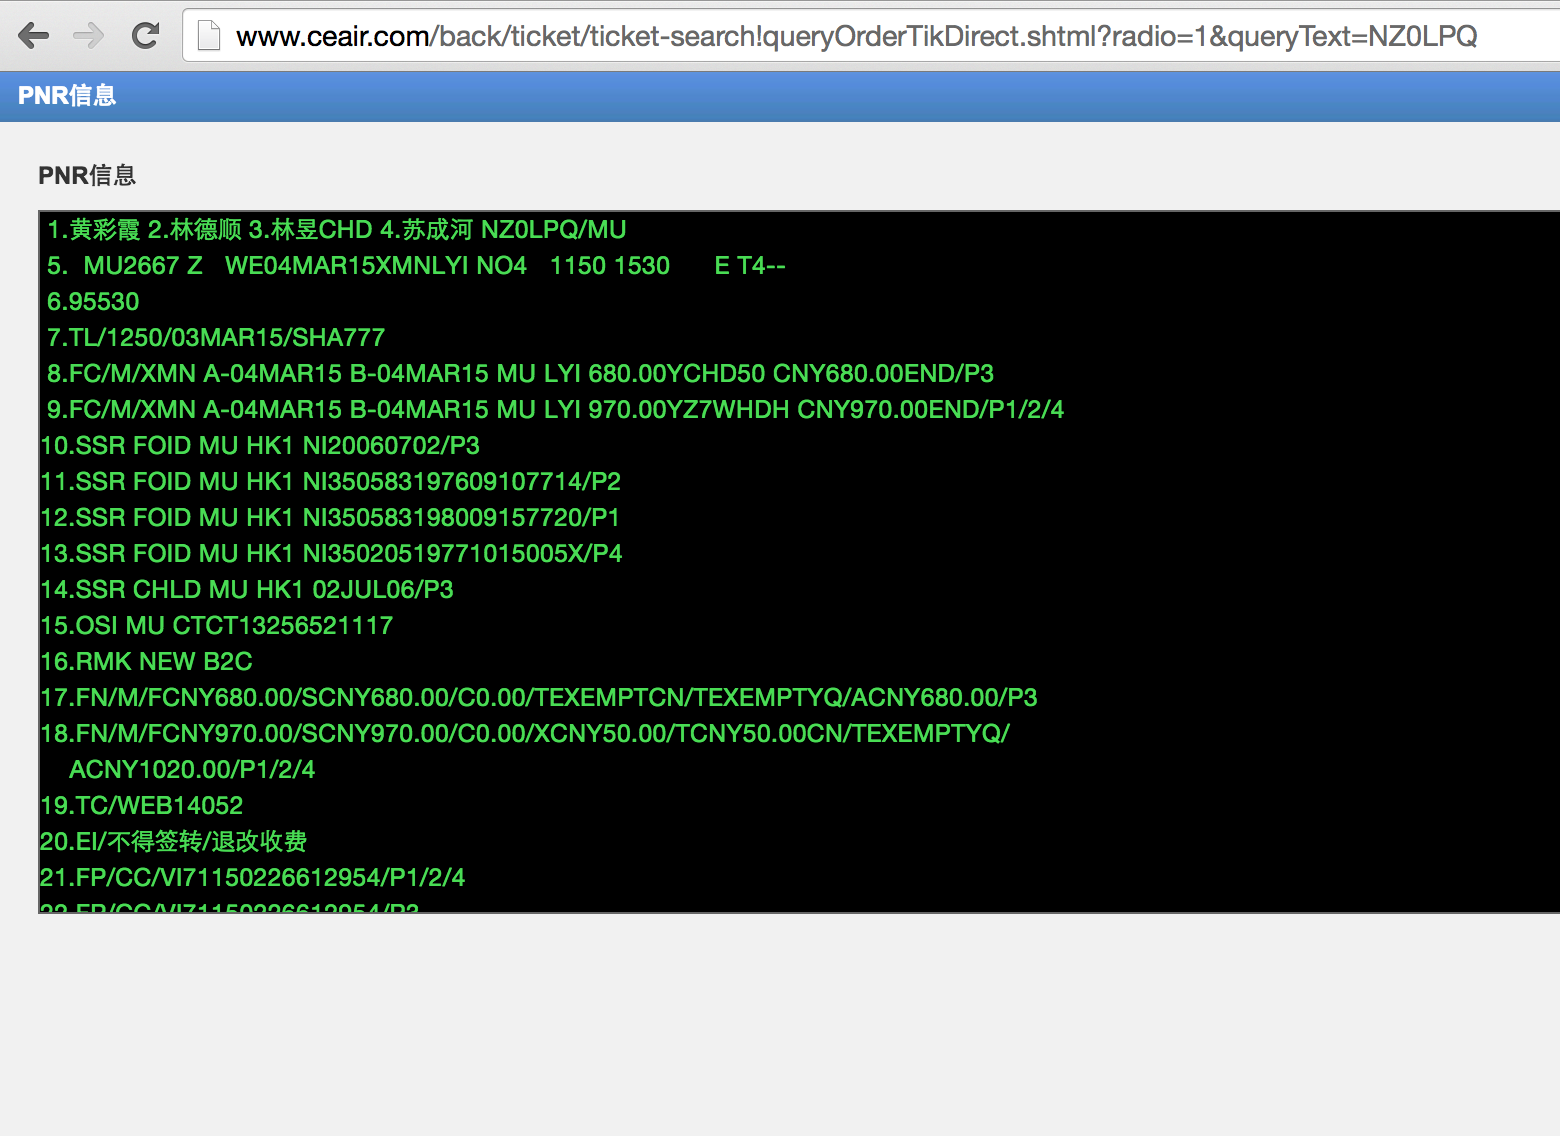 www.ceair.com/back/ticket/ticket-search!queryOrderTikDirect.shtml?radio=1&queryText=NZ0LPQ
PNR信息
PNR信息
1.黄彩霞 2.林德顺 3.林昱CHD 4.苏成河 NZ0LPQ/MU
5. MU2667 Z WE04MAR15XMNLYI NO4 1150 1530 E T4--
6.95530
7.TL/1250/03MAR15/SHA777
8.FC/M/XMN A-04MAR15 B-04MAR15 MU LYI 680.00YCHD50 CNY680.00END/P3
9.FC/M/XMN A-04MAR15 B-04MAR15 MU LYI 970.00YZ7WHDH CNY970.00END/P1/2/4
10.SSR FOID MU HK1 NI20060702/P3
11.SSR FOID MU HK1 NI350583197609107714/P2
12.SSR FOID MU HK1 NI350583198009157720/P1
13.SSR FOID MU HK1 NI35020519771015005X/P4
14.SSR CHLD MU HK1 02JUL06/P3
15.OSI MU CTCT13256521117
16.RMK NEW B2C
17.FN/M/FCNY680.00/SCNY680.00/C0.00/TEXEMPTCN/TEXEMPTYQ/ACNY680.00/P3
18.FN/M/FCNY970.00/SCNY970.00/C0.00/XCNY50.00/TCNY50.00CN/TEXEMPTYQ/
ACNY1020.00/P1/2/4
19.TC/WEB14052
20.EI/不得签转/退改收费
21.FP/CC/VI71150226612954/P1/2/4
22.FP/CC/VI71150226612954/P3